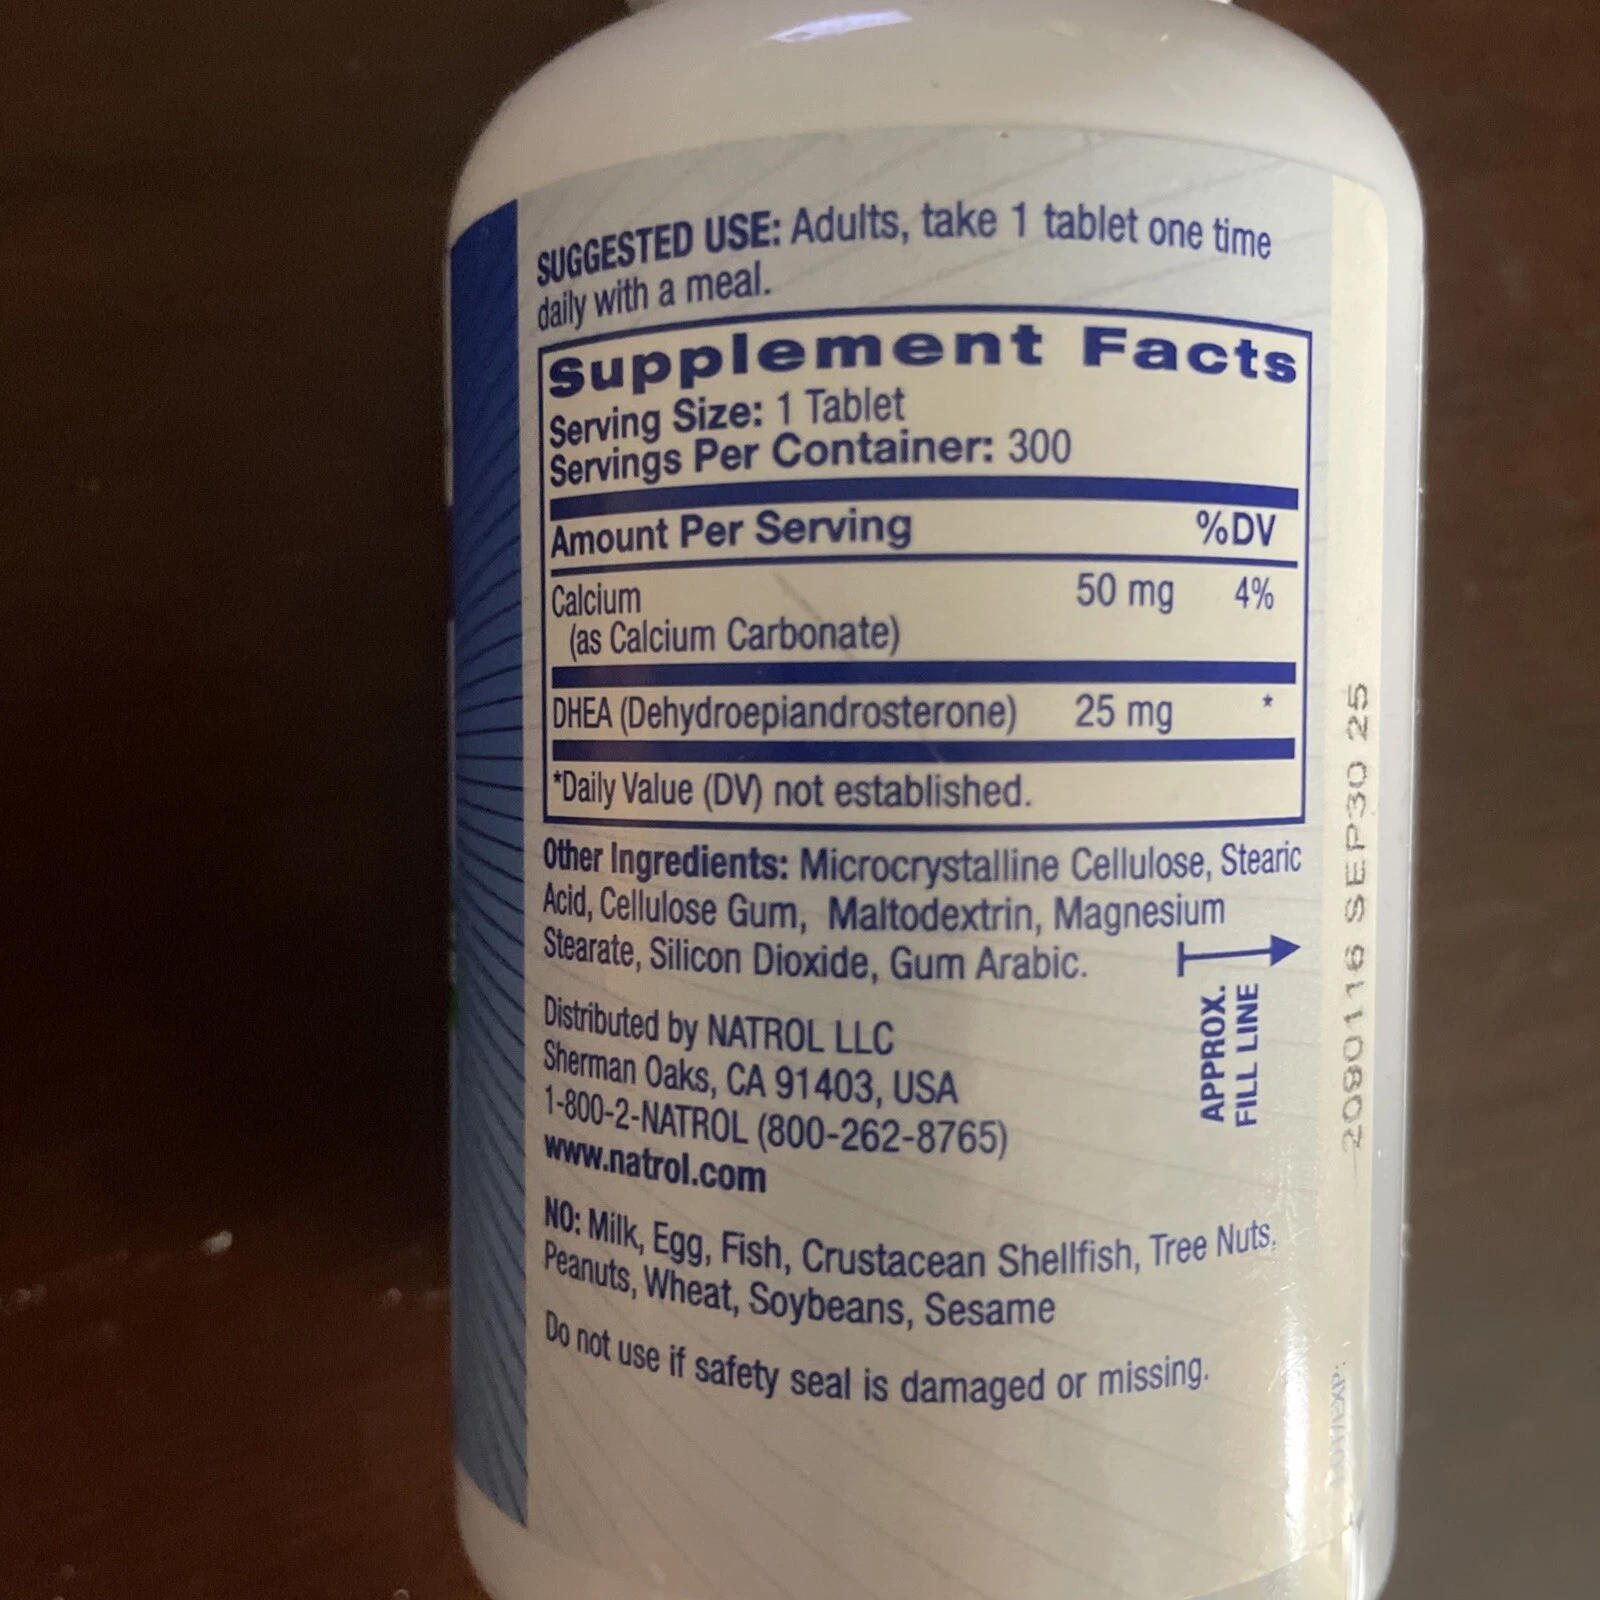 SUGGESTED USE: Adults, take 1 tablet one time
daily with a meal.
Supplement Facts
Serving Size: 1 Tablet
Servings Per Container: 300
Amount Per Serving %DV
Calcium 50 mg 4%
(as Calcium Carbonate)
DHEA (Dehydroepiandrosterone) 25 mg *
*Daily Value (DV) not established.
Other Ingredients: Microcrystalline Cellulose, Stearic
Acid, Cellulose Gum, Maltodextrin, Magnesium
Stearate, Silicon Dioxide, Gum Arabic.
APPROX.
FILL LINE
Distributed by NATROL LLC
Sherman Oaks, CA 91403, USA
1-800-2-NATROL (800-262-8765)
www.natrol.com
NO: Milk, Egg, Fish, Crustacean Shellfish, Tree Nuts,
Peanuts, Wheat, Soybeans, Sesame
Do not use if safety seal is damaged or missing.
2080116 SEP30 25